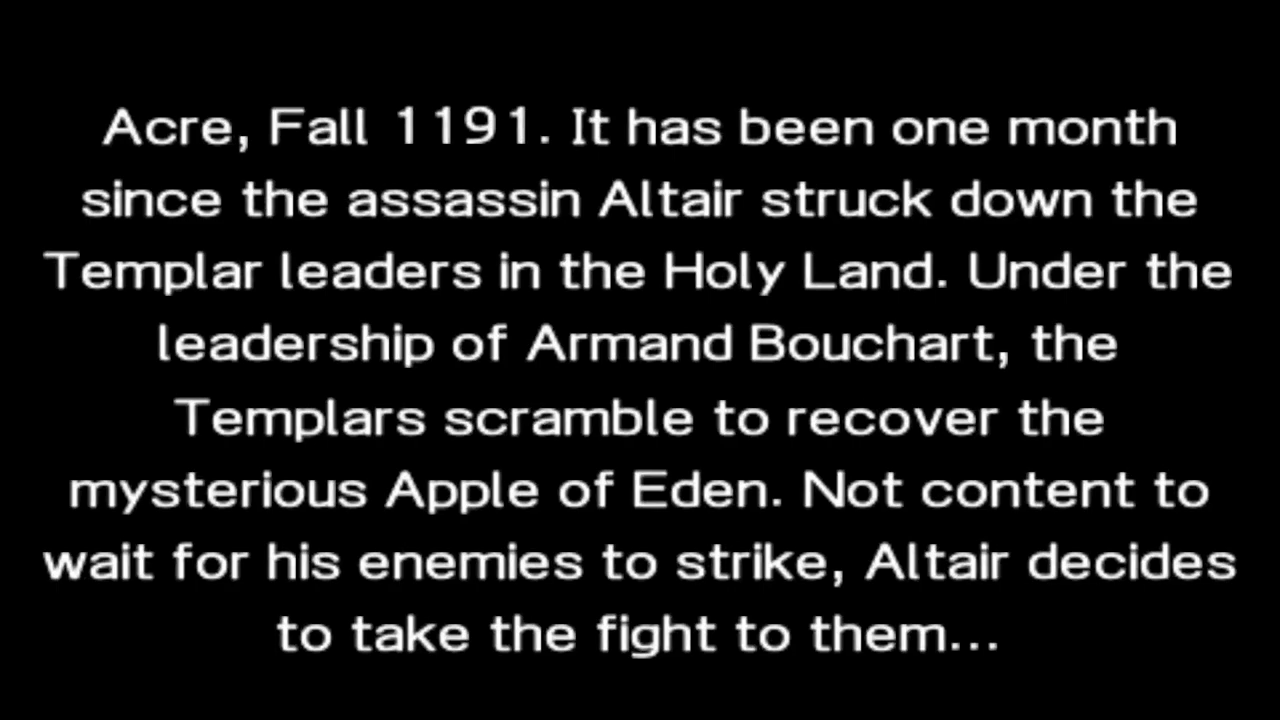 Acre, Fall 1191. It has been one month
since the assassin Altair struck down the
Templar leaders in the Holy Land. Under the
leadership of Armand Bouchart, the
Templars scramble to recover the
mysterious Apple of Eden. Not content to
wait for his enemies to strike, Altair decides
to take the fight to them...